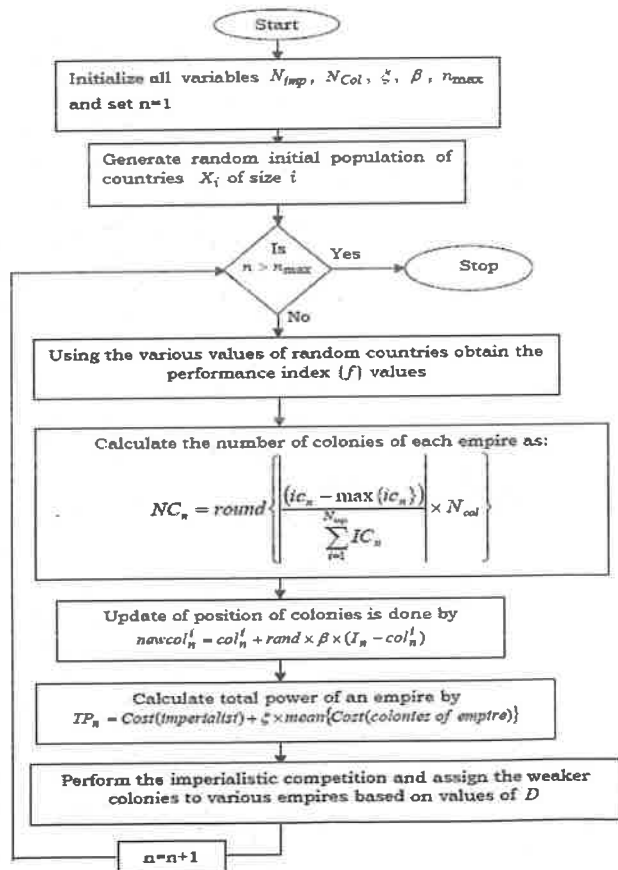 Start
Initialize all variables N_imp, N_Col, ξ, β, n_max
and set n=1
Generate random initial population of
countries X_i of size i
Is
n > n_max
Yes
Stop
No
Using the various values of random countries obtain the
performance index (f) values
Calculate the number of colonies of each empire as:
NC_n = round{|(ic_n − max{ic_n}) / ∑_{i=1}^{N_imp} IC_n| × N_col}
Update of position of colonies is done by
newcol_n^i = col_n^i + rand × β × (I_n − col_n^i)
Calculate total power of an empire by
TP_n = Cost(imperialist) + ξ × mean{Cost(colonies of empire)}
Perform the imperialistic competition and assign the weaker
colonies to various empires based on values of D
n=n+1